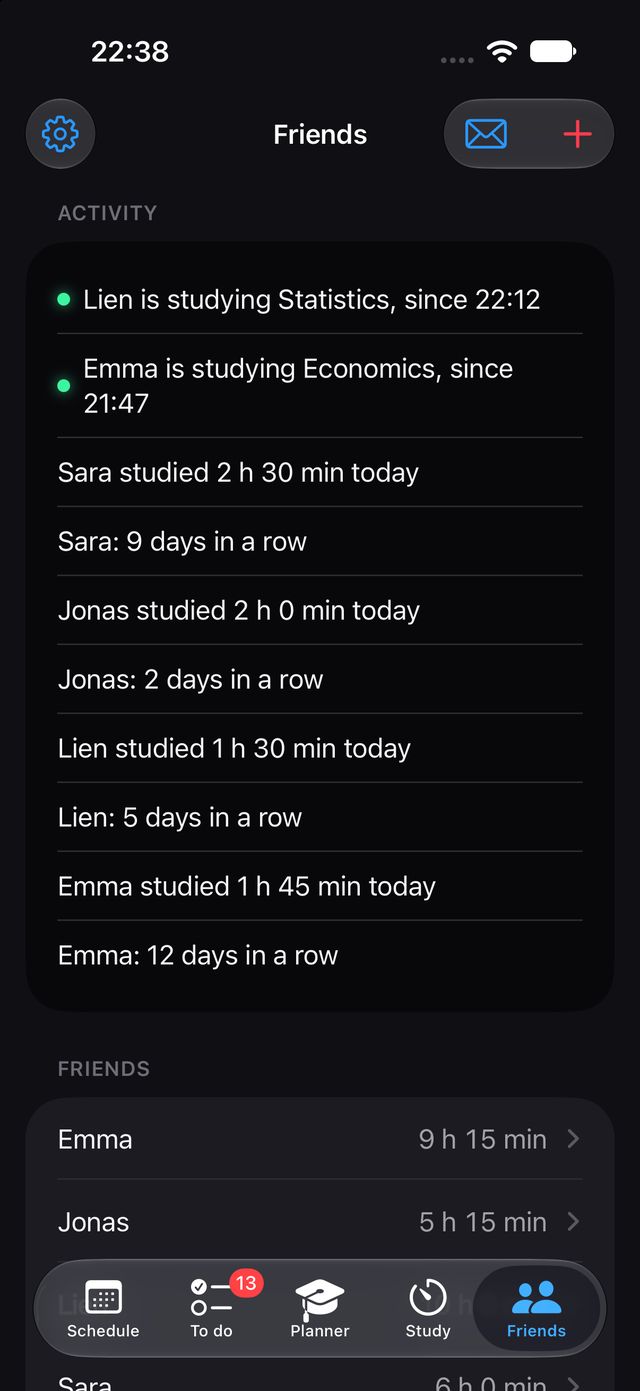 22:38
Friends
ACTIVITY
Lien is studying Statistics, since 22:12
Emma is studying Economics, since
21:47
Sara studied 2 h 30 min today
Sara: 9 days in a row
Jonas studied 2 h 0 min today
Jonas: 2 days in a row
Lien studied 1 h 30 min today
Lien: 5 days in a row
Emma studied 1 h 45 min today
Emma: 12 days in a row
FRIENDS
Emma 9 h 15 min
Jonas 5 h 15 min
13
Schedule To do Planner Study Friends
Sara 6 h 0 min